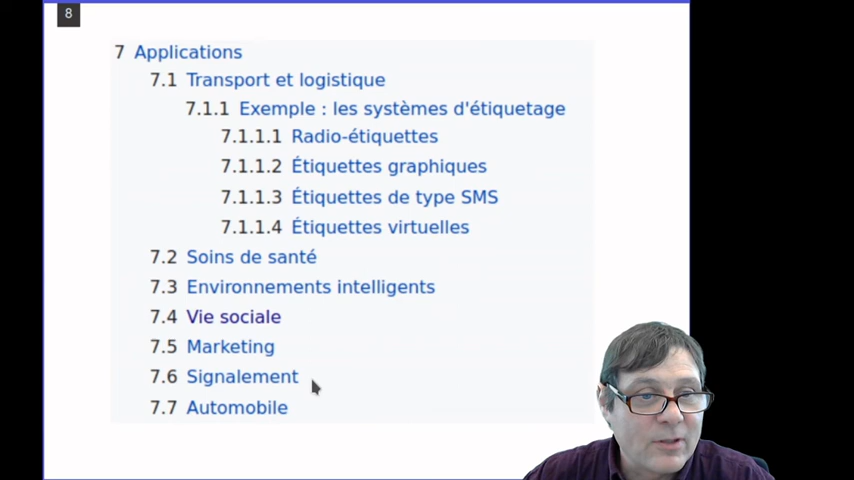 8
7 Applications
7.1 Transport et logistique
7.1.1 Exemple : les systèmes d'étiquetage
7.1.1.1 Radio-étiquettes
7.1.1.2 Étiquettes graphiques
7.1.1.3 Étiquettes de type SMS
7.1.1.4 Étiquettes virtuelles
7.2 Soins de santé
7.3 Environnements intelligents
7.4 Vie sociale
7.5 Marketing
7.6 Signalement
7.7 Automobile